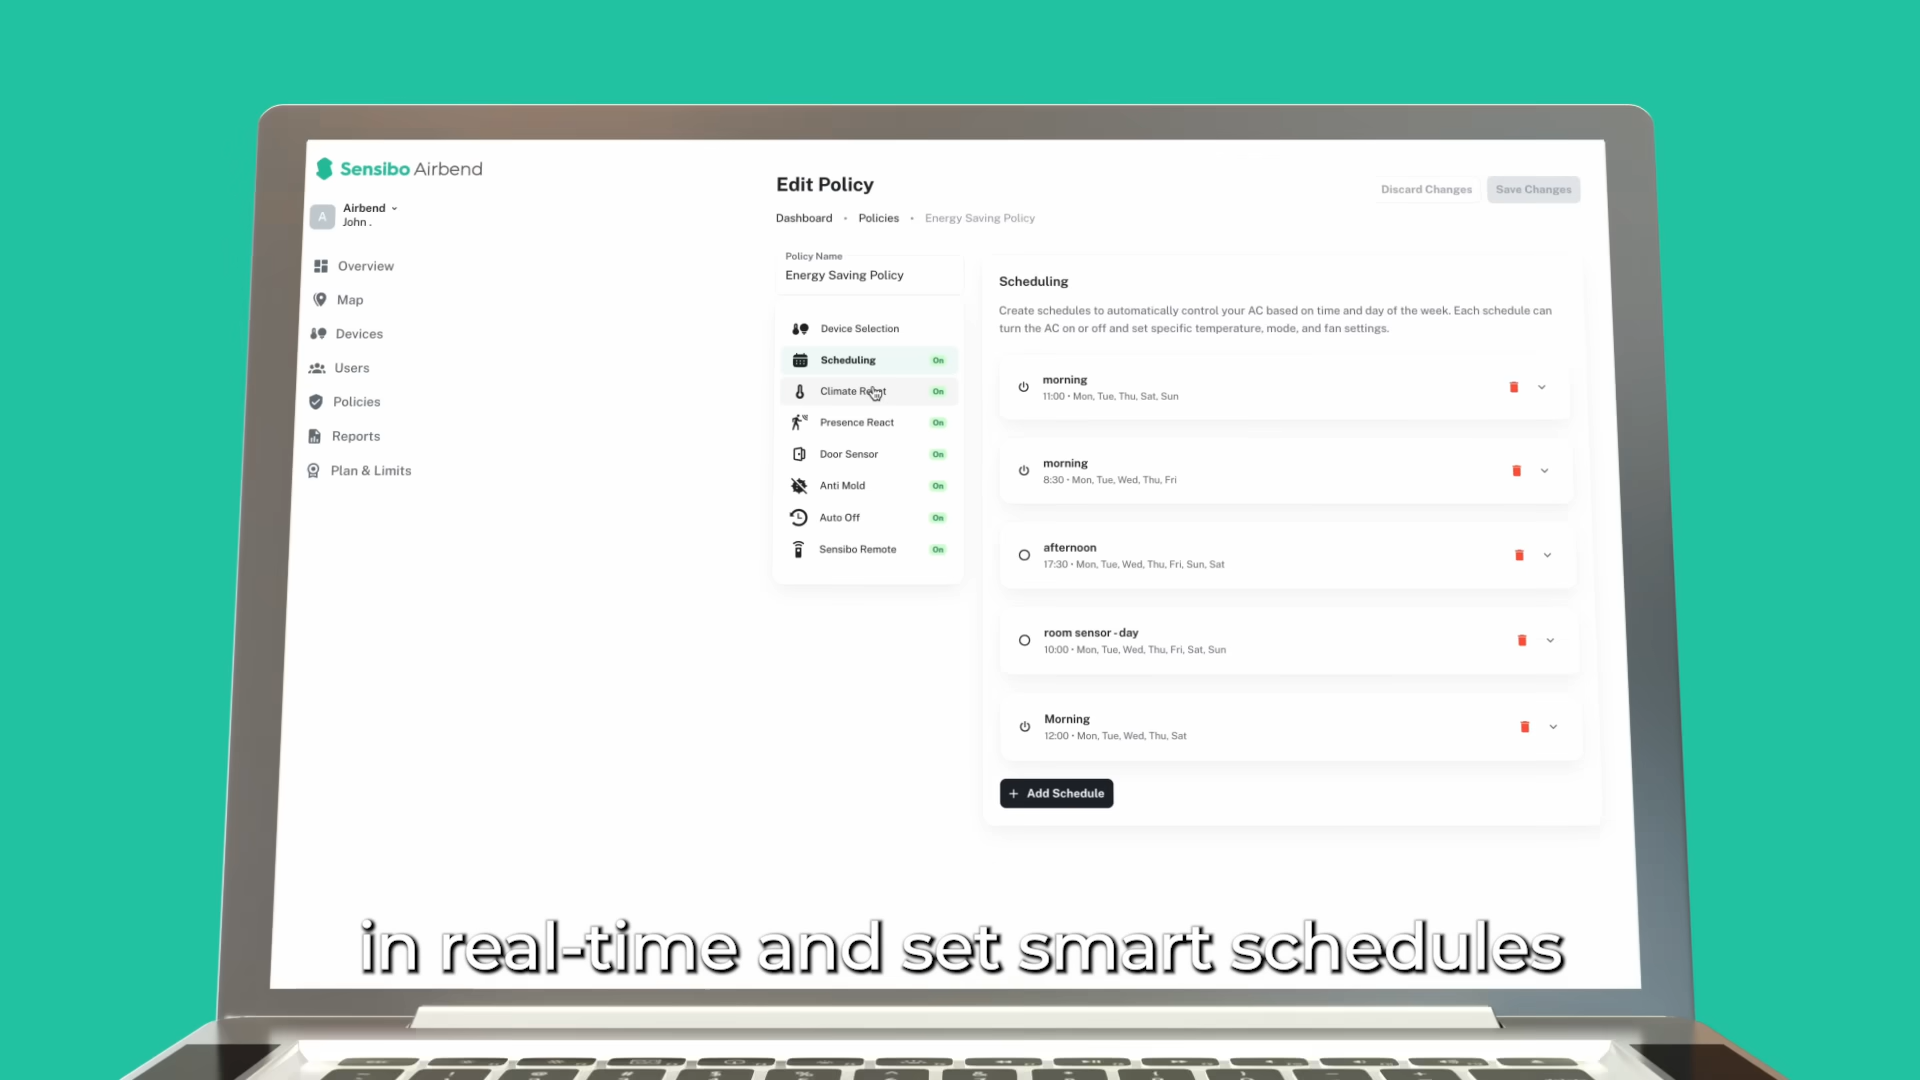 Sensibo Airbend
A
Airbend
John .
Overview
Map
Devices
Users
Policies
Reports
Plan & Limits
Edit Policy
Discard Changes
Save Changes
Dashboard • Policies • Energy Saving Policy
Policy Name
Energy Saving Policy
Device Selection
Scheduling On
Climate React On
Presence React On
Door Sensor On
Anti Mold On
Auto Off On
Sensibo Remote On
Scheduling
Create schedules to automatically control your AC based on time and day of the week. Each schedule can
turn the AC on or off and set specific temperature, mode, and fan settings.
morning
11:00 • Mon, Tue, Thu, Sat, Sun
morning
8:30 • Mon, Tue, Wed, Thu, Fri
afternoon
17:30 • Mon, Tue, Wed, Thu, Fri, Sun, Sat
room sensor - day
10:00 • Mon, Tue, Wed, Thu, Fri, Sat, Sun
Morning
12:00 • Mon, Tue, Wed, Thu, Sat
+ Add Schedule
in real-time and set smart schedules